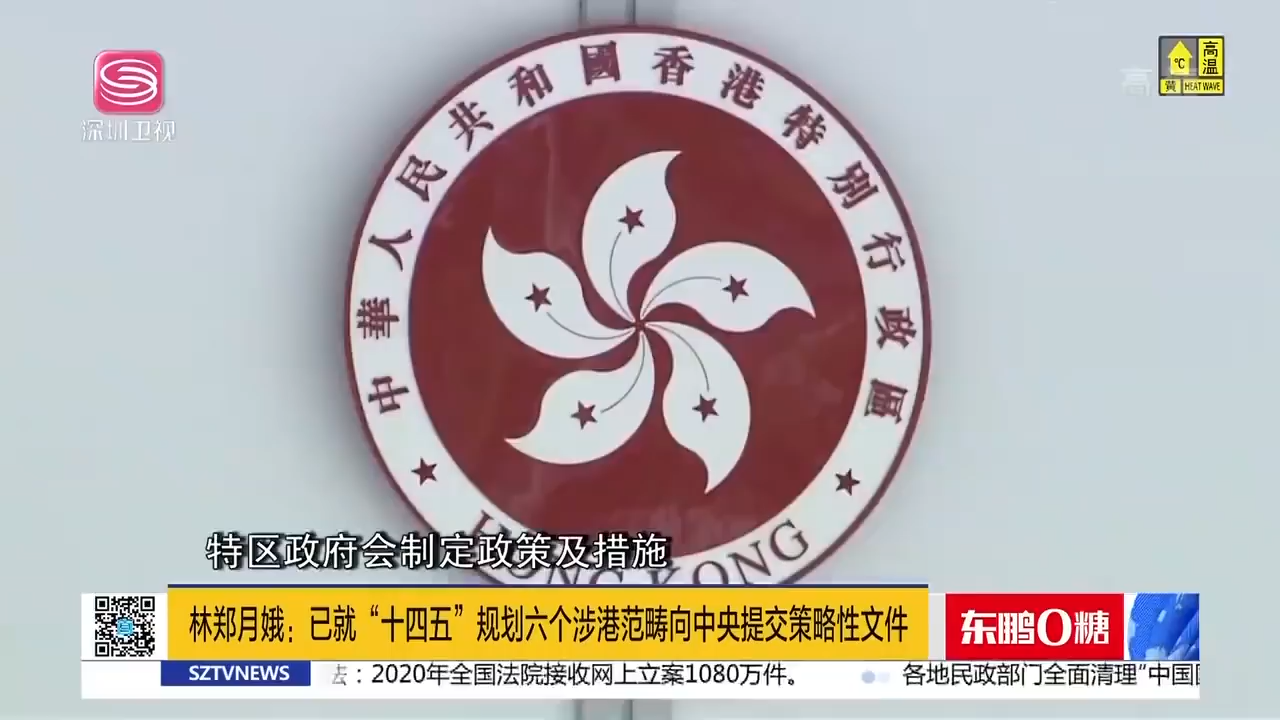 深圳卫视
高
℃
高温
黄
HEAT WAVE
中華人民共和國香港特別行政區
HONG KONG
特区政府会制定政策及措施
林郑月娥：已就“十四五”规划六个涉港范畴向中央提交策略性文件
东鹏0糖
SZTVNEWS
去：2020年全国法院接收网上立案1080万件。
各地民政部门全面清理“中国